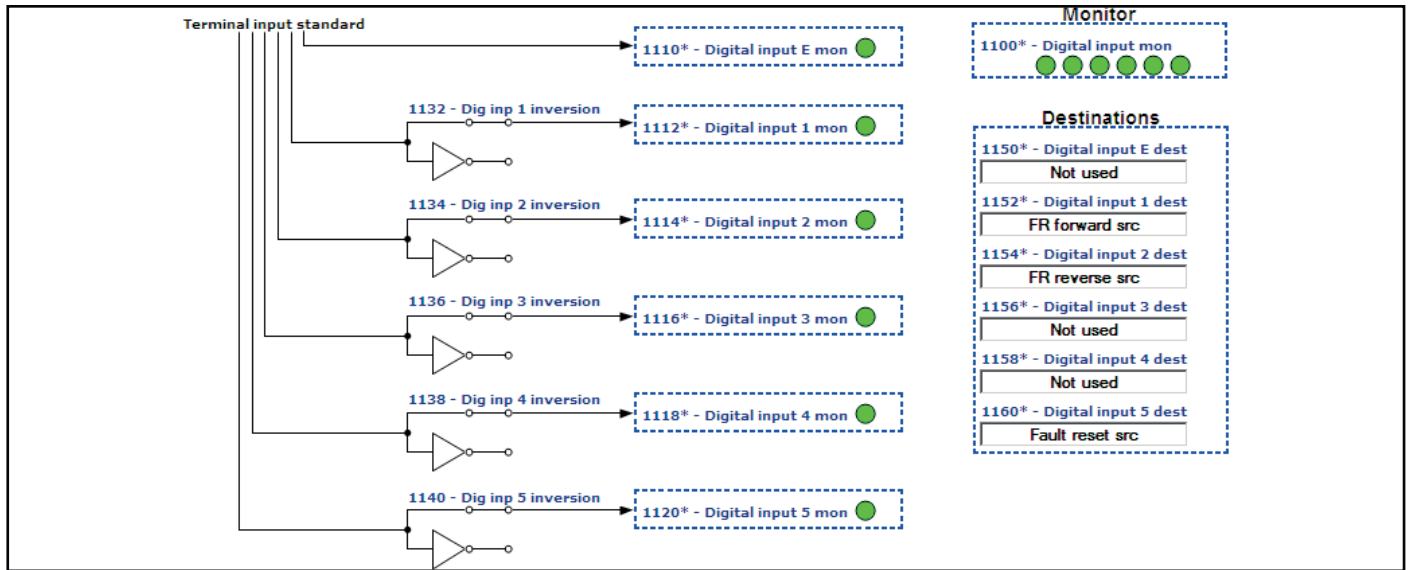 Terminal input standard
1110* - Digital input E mon
1132 - Dig inp 1 inversion
1112* - Digital input 1 mon
1134 - Dig inp 2 inversion
1114* - Digital input 2 mon
1136 - Dig inp 3 inversion
1116* - Digital input 3 mon
1138 - Dig inp 4 inversion
1118* - Digital input 4 mon
1140 - Dig inp 5 inversion
1120* - Digital input 5 mon
Monitor
1100* - Digital input mon
Destinations
1150* - Digital input E dest
Not used
1152* - Digital input 1 dest
FR forward src
1154* - Digital input 2 dest
FR reverse src
1156* - Digital input 3 dest
Not used
1158* - Digital input 4 dest
Not used
1160* - Digital input 5 dest
Fault reset src